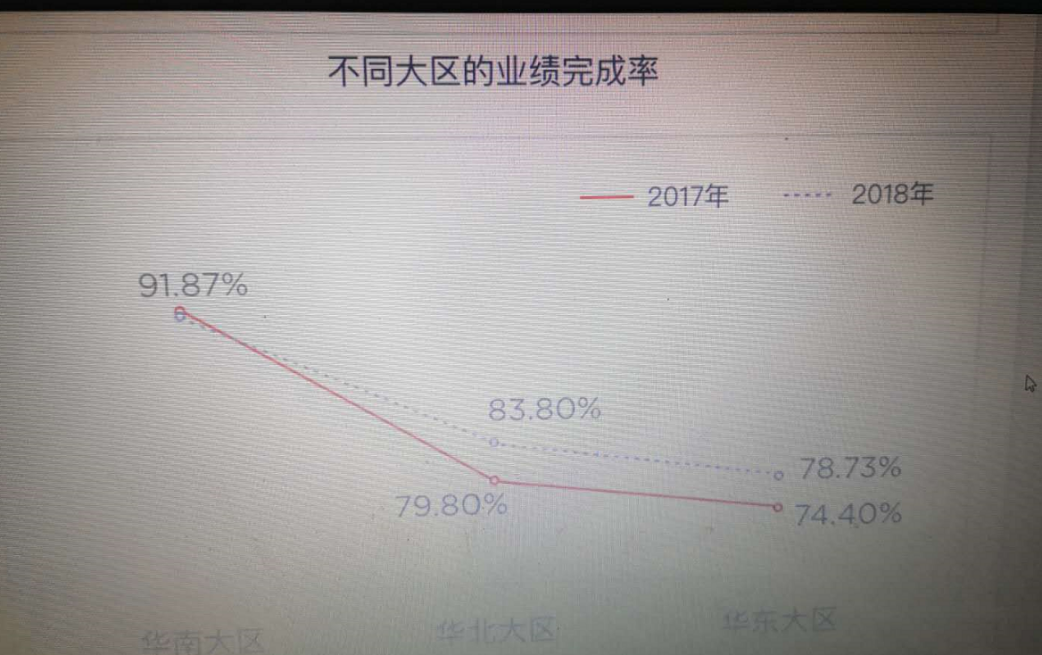 不同大区的业绩完成率
2017年 2018年
91.87%
83.80%
78.73%
79.80%
74.40%
华南大区 华北大区 华东大区